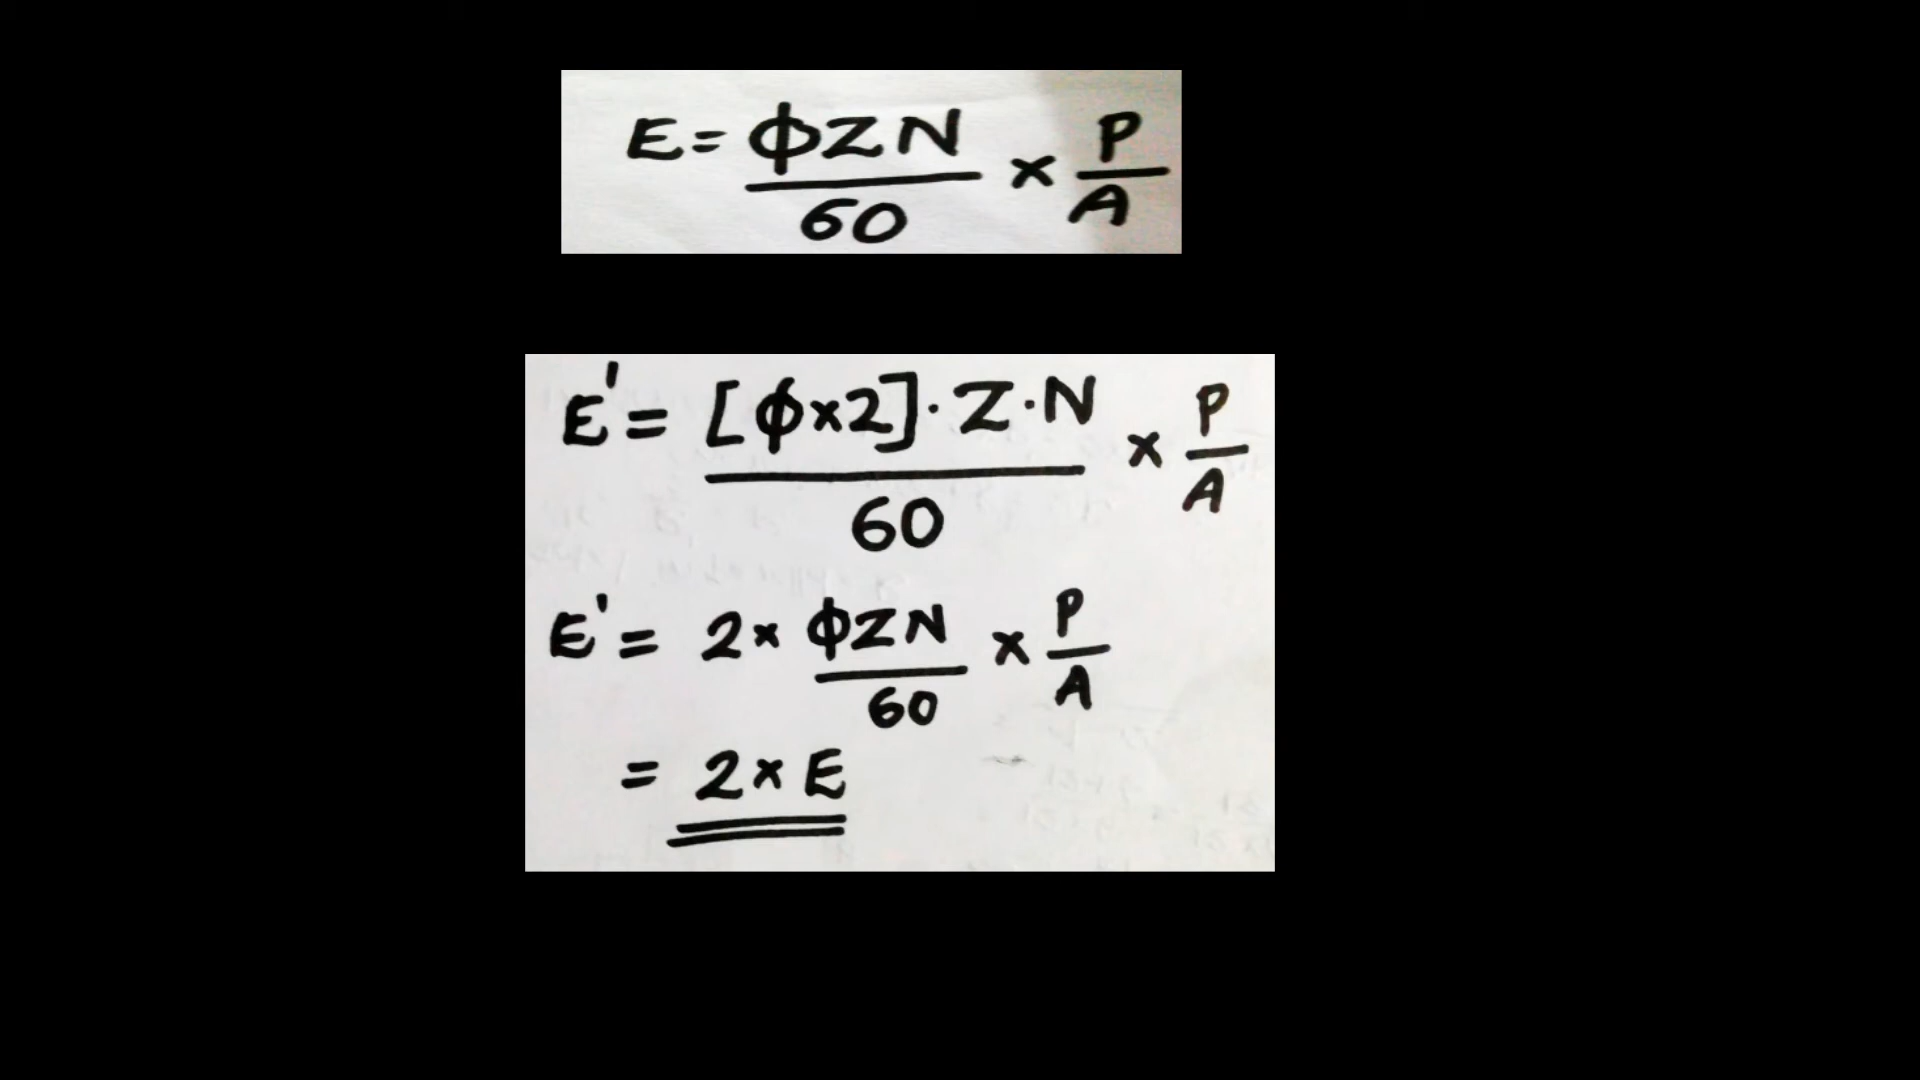 E = ϕZN/60 × P/A
E' = [ϕ×2]·Z·N/60 × P/A
E' = 2× ϕZN/60 × P/A
= 2×E